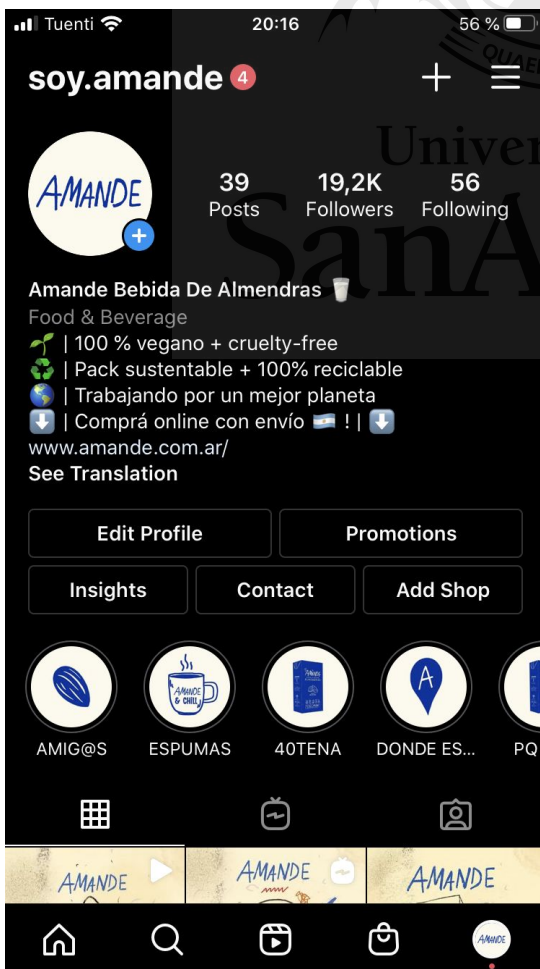 Tuenti 20:16 56 %
soy.amande 4
QUAE
Univer
SanA
AMANDE
39 19,2K 56
Posts Followers Following
Amande Bebida De Almendras
Food & Beverage
| 100 % vegano + cruelty-free
| Pack sustentable + 100% reciclable
| Trabajando por un mejor planeta
| Comprá online con envío ! |
www.amande.com.ar/
See Translation
Edit Profile Promotions
Insights Contact Add Shop
AMANDE & CHILL
A
AMIG@S ESPUMAS 40TENA DONDE ES... PQ
AMANDE AMANDE AMANDE
AMANDE